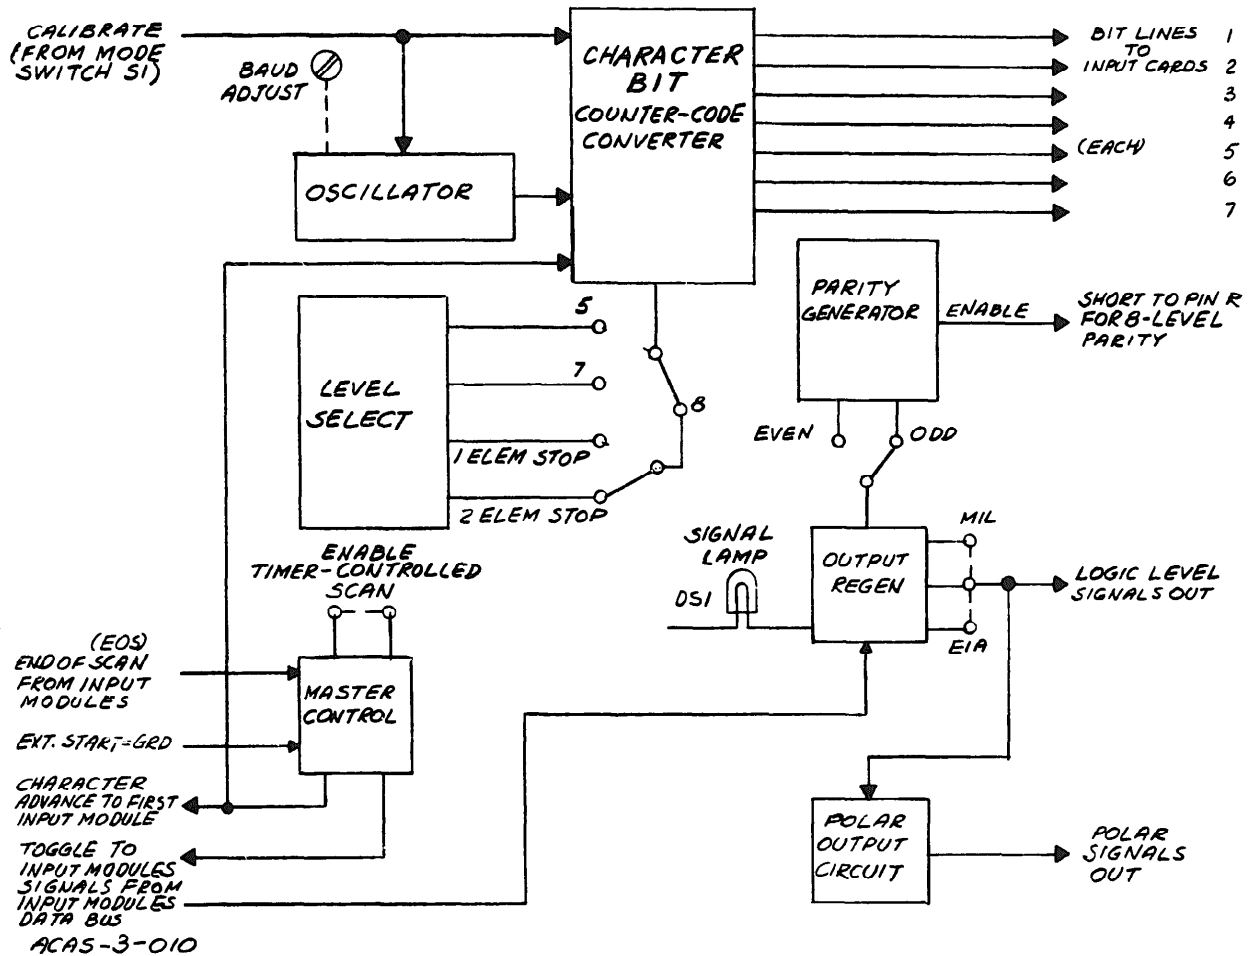 CALIBRATE
(FROM MODE
SWITCH S1)
BAUD
ADJUST
OSCILLATOR
CHARACTER
BIT
COUNTER-CODE
CONVERTER
BIT LINES 1
TO
INPUT CARDS 2
3
4
(EACH) 5
6
7
PARITY
GENERATOR
ENABLE
SHORT TO PIN R
FOR 8-LEVEL
PARITY
LEVEL
SELECT
5
7
8
1 ELEM STOP
2 ELEM STOP
EVEN
ODD
ENABLE
TIMER-CONTROLLED
SCAN
SIGNAL
LAMP
DS1
OUTPUT
REGEN
MIL
EIA
LOGIC LEVEL
SIGNALS OUT
(EOS)
END OF SCAN
FROM INPUT
MODULES
MASTER
CONTROL
EXT. START=GRD
CHARACTER
ADVANCE TO FIRST
INPUT MODULE
TOGGLE TO
INPUT MODULES
SIGNALS FROM
INPUT MODULES
DATA BUS
POLAR
OUTPUT
CIRCUIT
POLAR
SIGNALS
OUT
ACAS-3-010